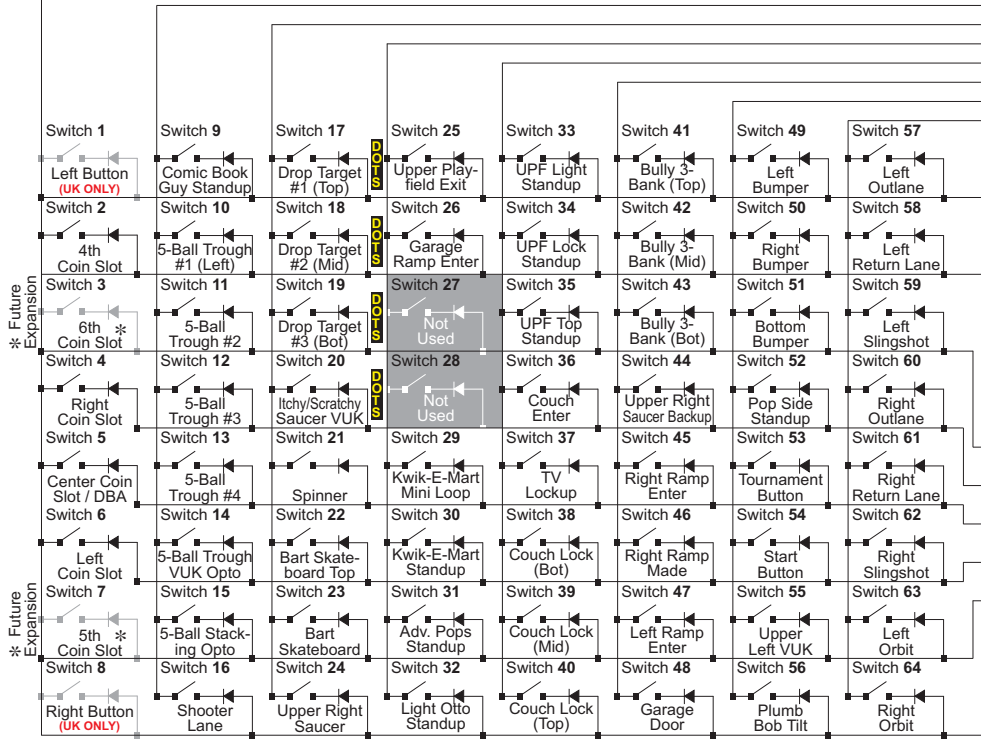 Switch 1
Left Button
(UK ONLY)
Switch 9
Comic Book
Guy Standup
Switch 17
Drop Target
#1 (Top)
DOTS
Switch 25
Upper Play-
field Exit
Switch 33
UPF Light
Standup
Switch 41
Bully 3-
Bank (Top)
Switch 49
Left
Bumper
Switch 57
Left
Outlane
Switch 2
4th
Coin Slot
Switch 10
5-Ball Trough
#1 (Left)
Switch 18
Drop Target
#2 (Mid)
DOTS
Switch 26
Garage
Ramp Enter
Switch 34
UPF Lock
Standup
Switch 42
Bully 3-
Bank (Mid)
Switch 50
Right
Bumper
Switch 58
Left
Return Lane
* Future
Expansion
Switch 3
6th *
Coin Slot
Switch 11
5-Ball
Trough #2
Switch 19
Drop Target
#3 (Bot)
DOTS
Switch 27
Not
Used
Switch 35
UPF Top
Standup
Switch 43
Bully 3-
Bank (Bot)
Switch 51
Bottom
Bumper
Switch 59
Left
Slingshot
Switch 4
Right
Coin Slot
Switch 12
5-Ball
Trough #3
Switch 20
Itchy/Scratchy
Saucer VUK
DOTS
Switch 28
Not
Used
Switch 36
Couch
Enter
Switch 44
Upper Right
Saucer Backup
Switch 52
Pop Side
Standup
Switch 60
Right
Outlane
Switch 5
Center Coin
Slot / DBA
Switch 13
5-Ball
Trough #4
Switch 21
Spinner
Switch 29
Kwik-E-Mart
Mini Loop
Switch 37
TV
Lockup
Switch 45
Right Ramp
Enter
Switch 53
Tournament
Button
Switch 61
Right
Return Lane
Switch 6
Left
Coin Slot
Switch 14
5-Ball Trough
VUK Opto
Switch 22
Bart Skate-
board Top
Switch 30
Kwik-E-Mart
Standup
Switch 38
Couch Lock
(Bot)
Switch 46
Right Ramp
Made
Switch 54
Start
Button
Switch 62
Right
Slingshot
* Future
Expansion
Switch 7
5th *
Coin Slot
Switch 15
5-Ball Stack-
ing Opto
Switch 23
Bart
Skateboard
Switch 31
Adv. Pops
Standup
Switch 39
Couch Lock
(Mid)
Switch 47
Left Ramp
Enter
Switch 55
Upper
Left VUK
Switch 63
Left
Orbit
Switch 8
Right Button
(UK ONLY)
Switch 16
Shooter
Lane
Switch 24
Upper Right
Saucer
Switch 32
Light Otto
Standup
Switch 40
Couch Lock
(Top)
Switch 48
Garage
Door
Switch 56
Plumb
Bob Tilt
Switch 64
Right
Orbit